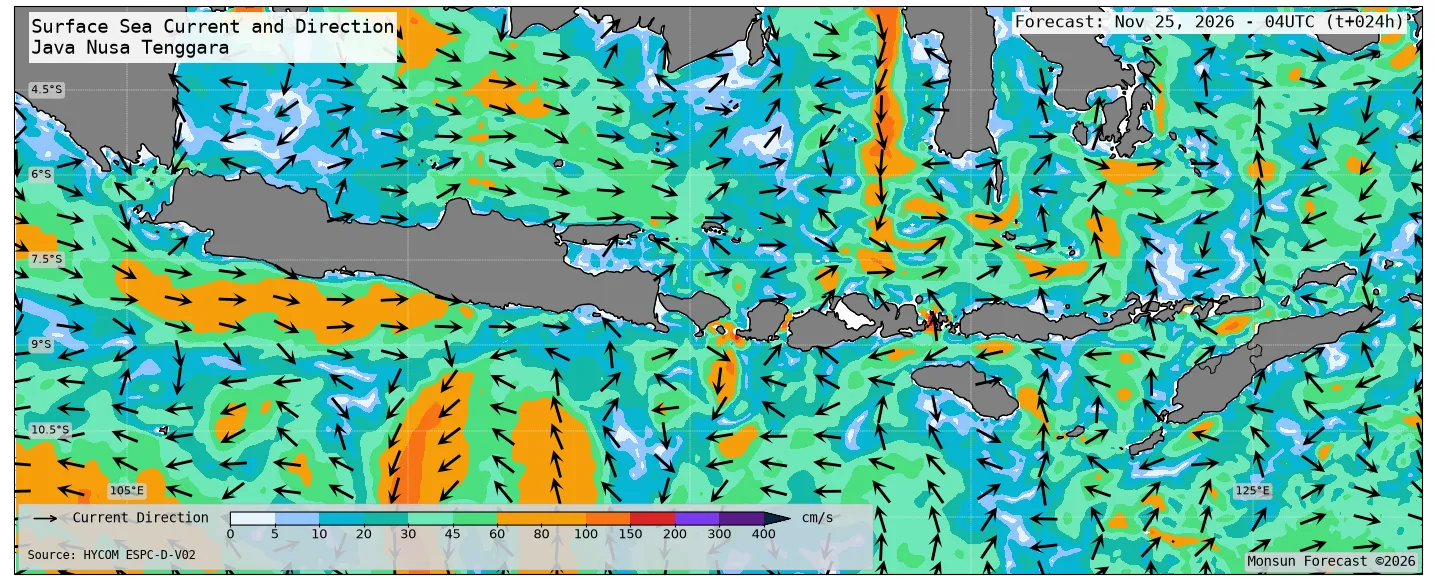 Surface Sea Current and Direction
Java Nusa Tenggara
Forecast: Nov 25, 2026 - 04UTC (t+024h)
4.5°S
6°S
7.5°S
9°S
10.5°S
105°E
125°E
Current Direction
0 5 10 20 30 45 60 80 100 150 200 300 400
cm/s
Source: HYCOM ESPC-D-V02
Monsun Forecast ©2026